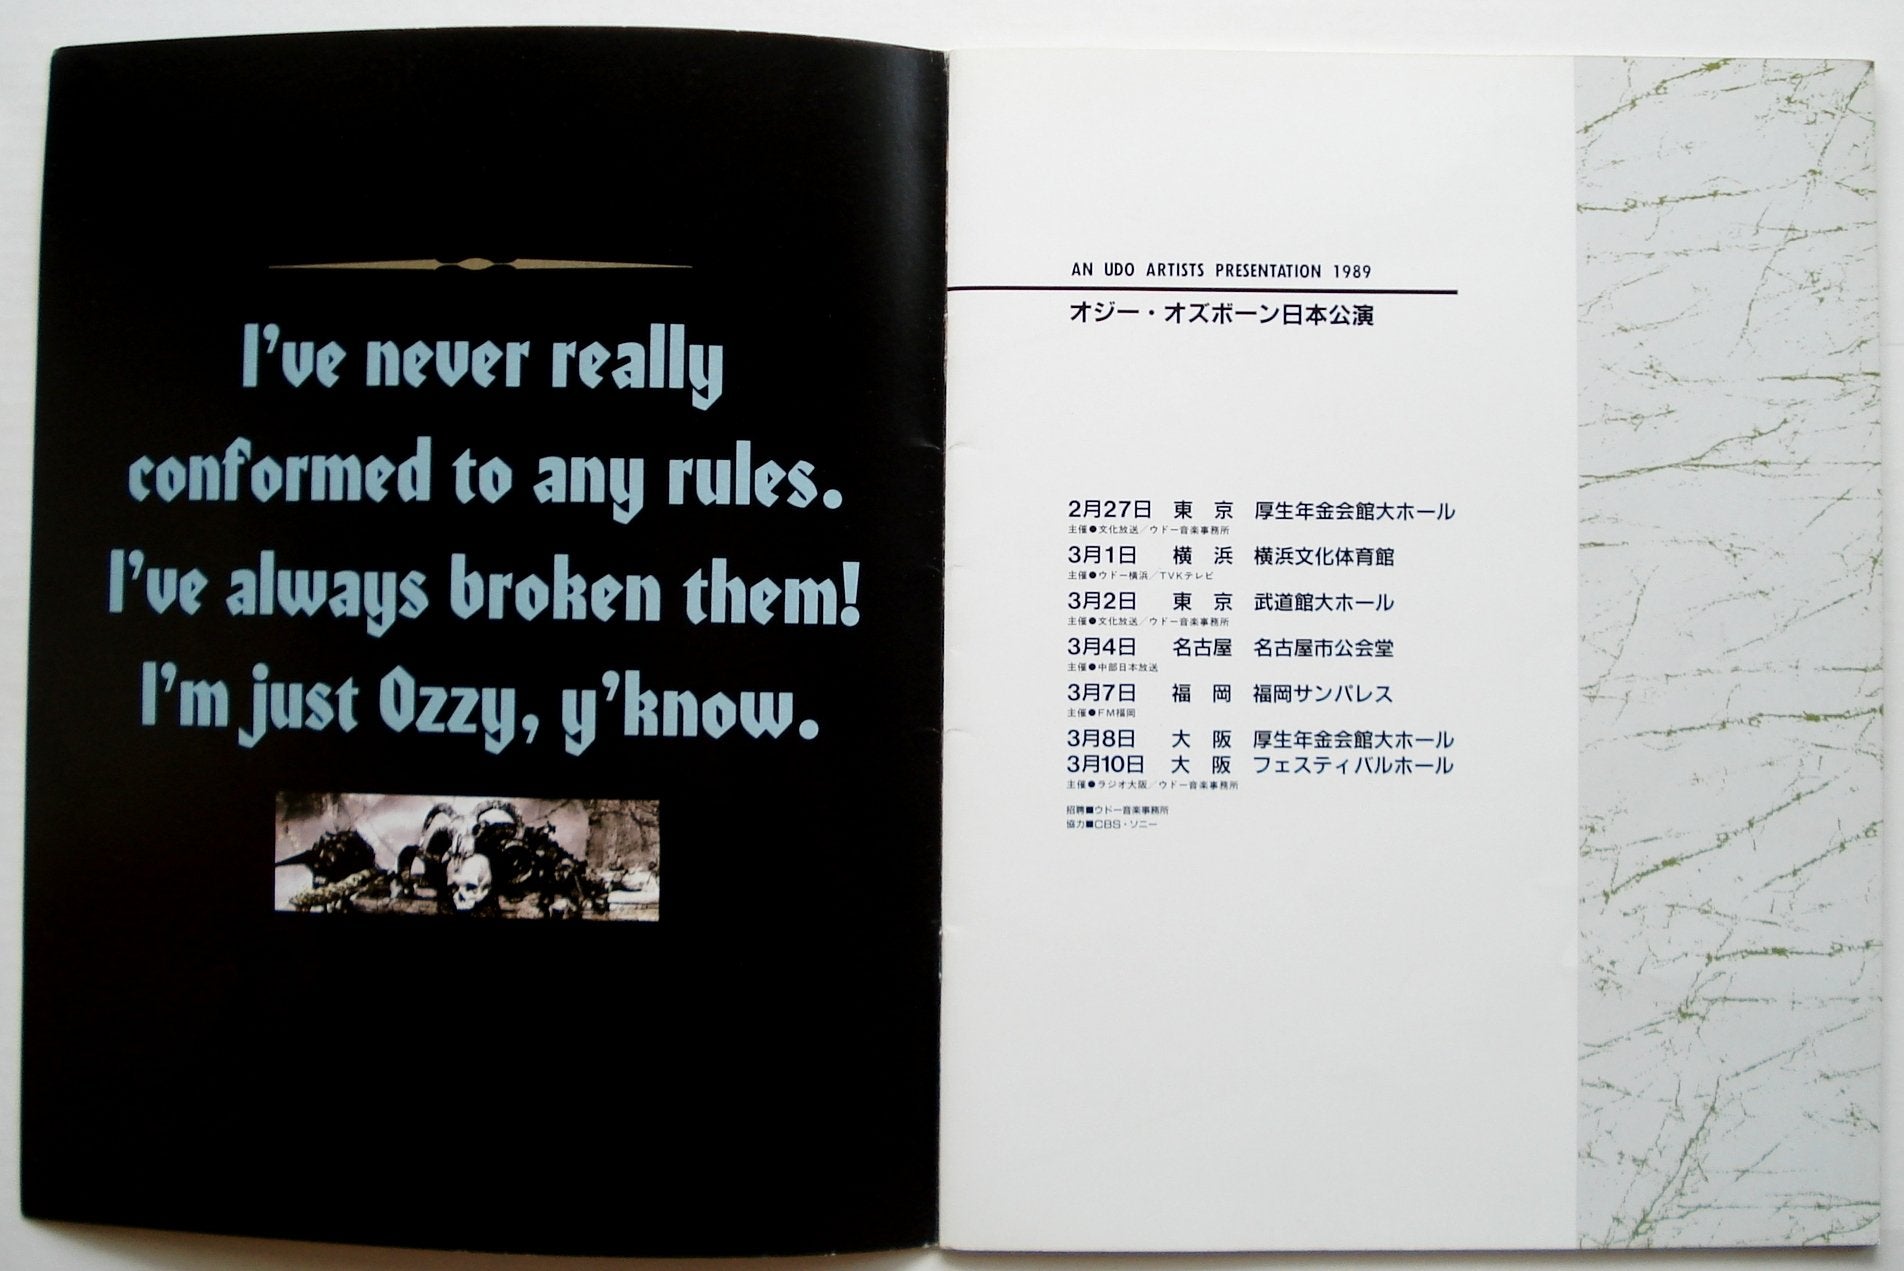 I've never really
conformed to any rules.
I've always broken them!
I'm just Ozzy, y'know.
AN UDO ARTISTS PRESENTATION 1989
オジー・オズボーン日本公演
2月27日 東 京 厚生年金会館大ホール
主催●文化放送／ウドー音楽事務所
3月1日 横 浜 横浜文化体育館
主催●ウドー横浜／TVKテレビ
3月2日 東 京 武道館大ホール
主催●文化放送／ウドー音楽事務所
3月4日 名古屋 名古屋市公会堂
主催●中部日本放送
3月7日 福 岡 福岡サンパレス
主催●FM福岡
3月8日 大 阪 厚生年金会館大ホール
3月10日 大 阪 フェスティバルホール
主催●ラジオ大阪／ウドー音楽事務所
招聘■ウドー音楽事務所
協力■CBS・ソニー